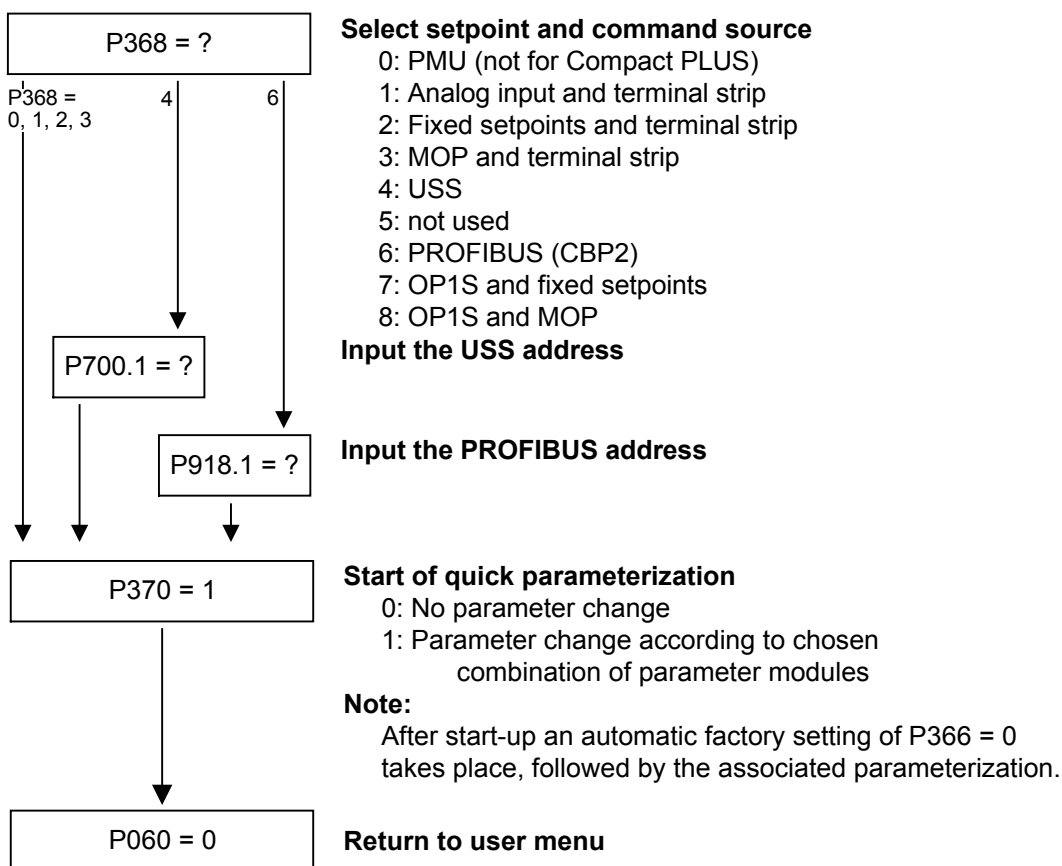 P368 = ?
P368 =
0, 1, 2, 3
4
6
Select setpoint and command source
0: PMU (not for Compact PLUS)
1: Analog input and terminal strip
2: Fixed setpoints and terminal strip
3: MOP and terminal strip
4: USS
5: not used
6: PROFIBUS (CBP2)
7: OP1S and fixed setpoints
8: OP1S and MOP
P700.1 = ?
Input the USS address
P918.1 = ?
Input the PROFIBUS address
P370 = 1
Start of quick parameterization
0: No parameter change
1: Parameter change according to chosen
combination of parameter modules
Note:
After start-up an automatic factory setting of P366 = 0
takes place, followed by the associated parameterization.
P060 = 0
Return to user menu